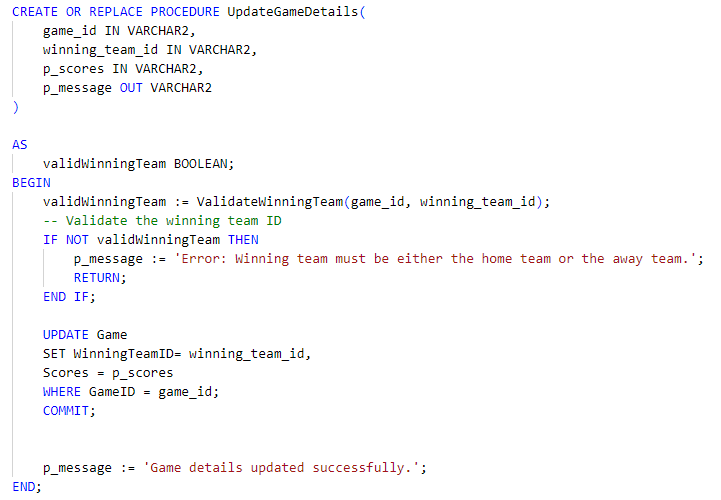 CREATE OR REPLACE PROCEDURE UpdateGameDetails(
    game_id IN VARCHAR2,
    winning_team_id IN VARCHAR2,
    p_scores IN VARCHAR2,
    p_message OUT VARCHAR2
)
AS
    validWinningTeam BOOLEAN;
BEGIN
    validWinningTeam := ValidateWinningTeam(game_id, winning_team_id);
    -- Validate the winning team ID
    IF NOT validWinningTeam THEN
        p_message := 'Error: Winning team must be either the home team or the away team.';
        RETURN;
    END IF;
    UPDATE Game
    SET WinningTeamID= winning_team_id,
    Scores = p_scores
    WHERE GameID = game_id;
    COMMIT;
    p_message := 'Game details updated successfully.';
END;